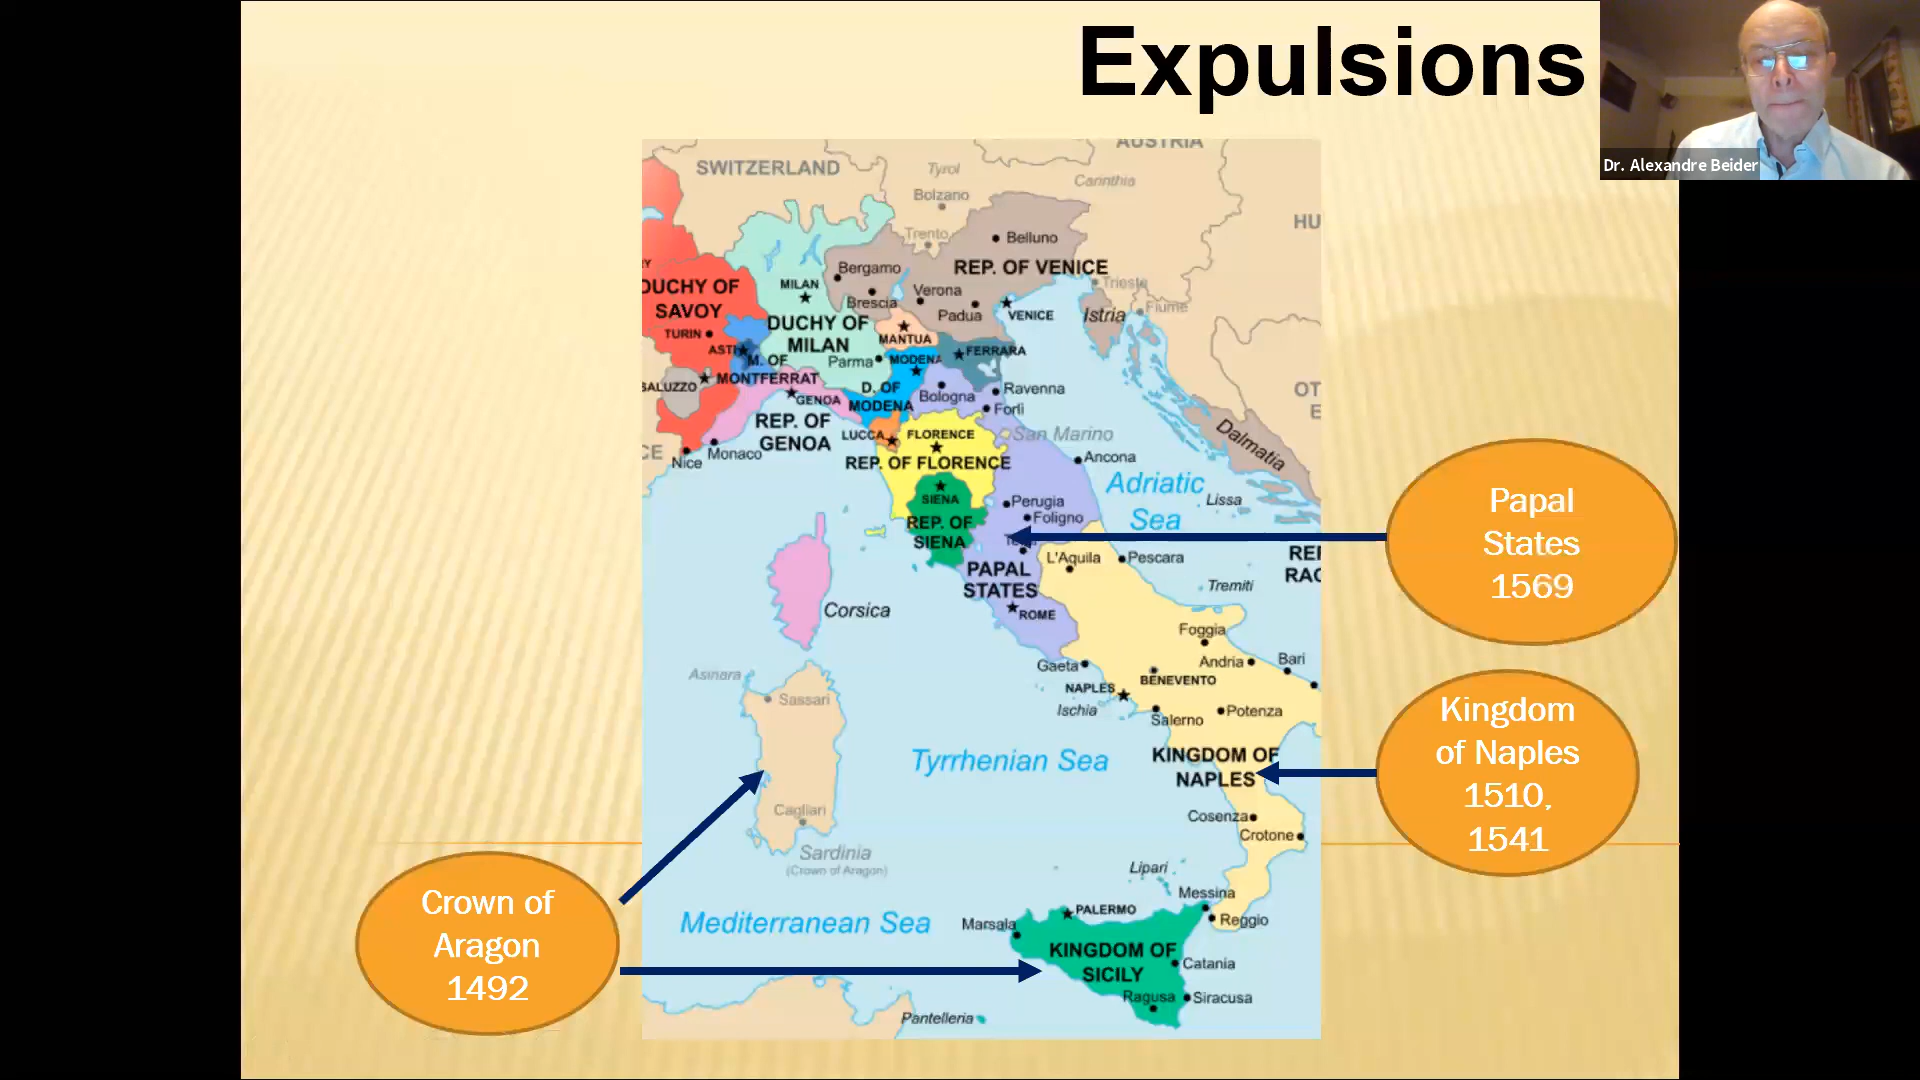 Expulsions
Dr. Alexandre Beider
AUSTRIA
SWITZERLAND
Tyrol
Bolzano
Carinthia
HU
Trento
Belluno
Bergamo
REP. OF VENICE
MILAN
Brescia
Verona
Padua
VENICE
Trieste
Istria
Fiume
DUCHY OF
SAVOY
TURIN
DUCHY OF
MILAN
MANTUA
ASTI
M. OF
MONTFERRAT
Parma
MODENA
FERRARA
SALUZZO
GENOA
D. OF
MODENA
Bologna
Ravenna
Forlì
OT
E
REP. OF
GENOA
LUCCA
FLORENCE
San Marino
Dalmatia
CE
Nice
Monaco
REP. OF FLORENCE
Ancona
SIENA
REP. OF
SIENA
Perugia
Foligno
Adriatic
Sea
Lissa
L'Aquila
Pescara
REP
RAG
PAPAL
STATES
ROME
Tremiti
Corsica
Foggia
Andria
Bari
Gaeta
BENEVENTO
NAPLES
Ischia
Salerno
Potenza
Asinara
Sassari
Tyrrhenian Sea
KINGDOM OF
NAPLES
Cagliari
Cosenza
Crotone
Sardinia
(Crown of Aragon)
Lipari
Messina
Reggio
Mediterranean Sea
Marsala
PALERMO
KINGDOM OF
SICILY
Catania
Ragusa
Siracusa
Pantelleria
Papal
States
1569
Kingdom
of Naples
1510,
1541
Crown of
Aragon
1492